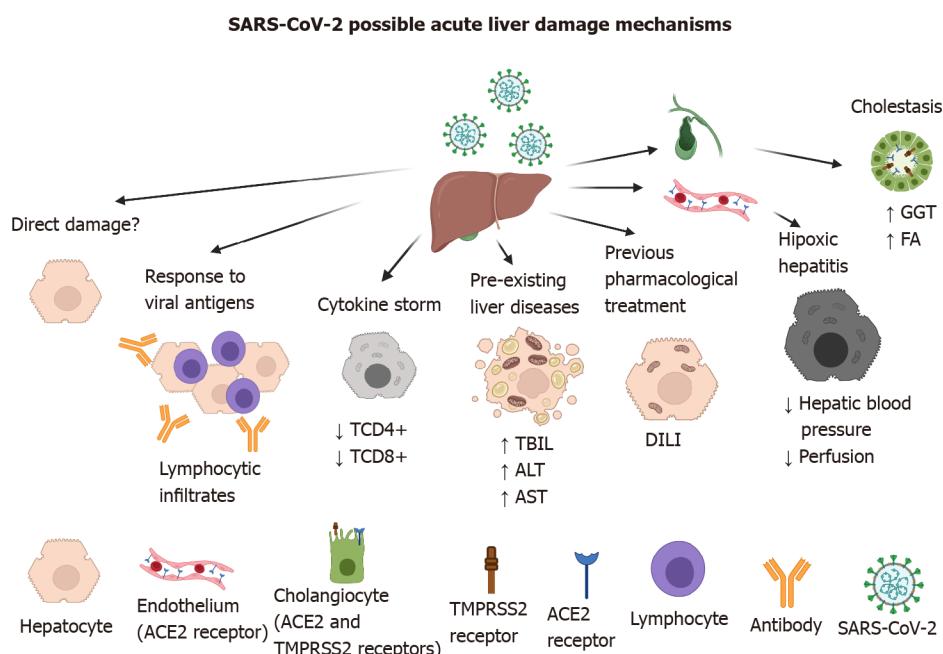 SARS-CoV-2 possible acute liver damage mechanisms
Cholestasis
↑ GGT
↑ FA
Direct damage?
Response to
viral antigens
Lymphocytic
infiltrates
Cytokine storm
↓ TCD4+
↓ TCD8+
Pre-existing
liver diseases
↑ TBIL
↑ ALT
↑ AST
Previous
pharmacological
treatment
DILI
Hipoxic
hepatitis
↓ Hepatic blood
pressure
↓ Perfusion
Hepatocyte
Endothelium
(ACE2 receptor)
Cholangiocyte
(ACE2 and
TMPRSS2 receptors)
TMPRSS2
receptor
ACE2
receptor
Lymphocyte
Antibody
SARS-CoV-2